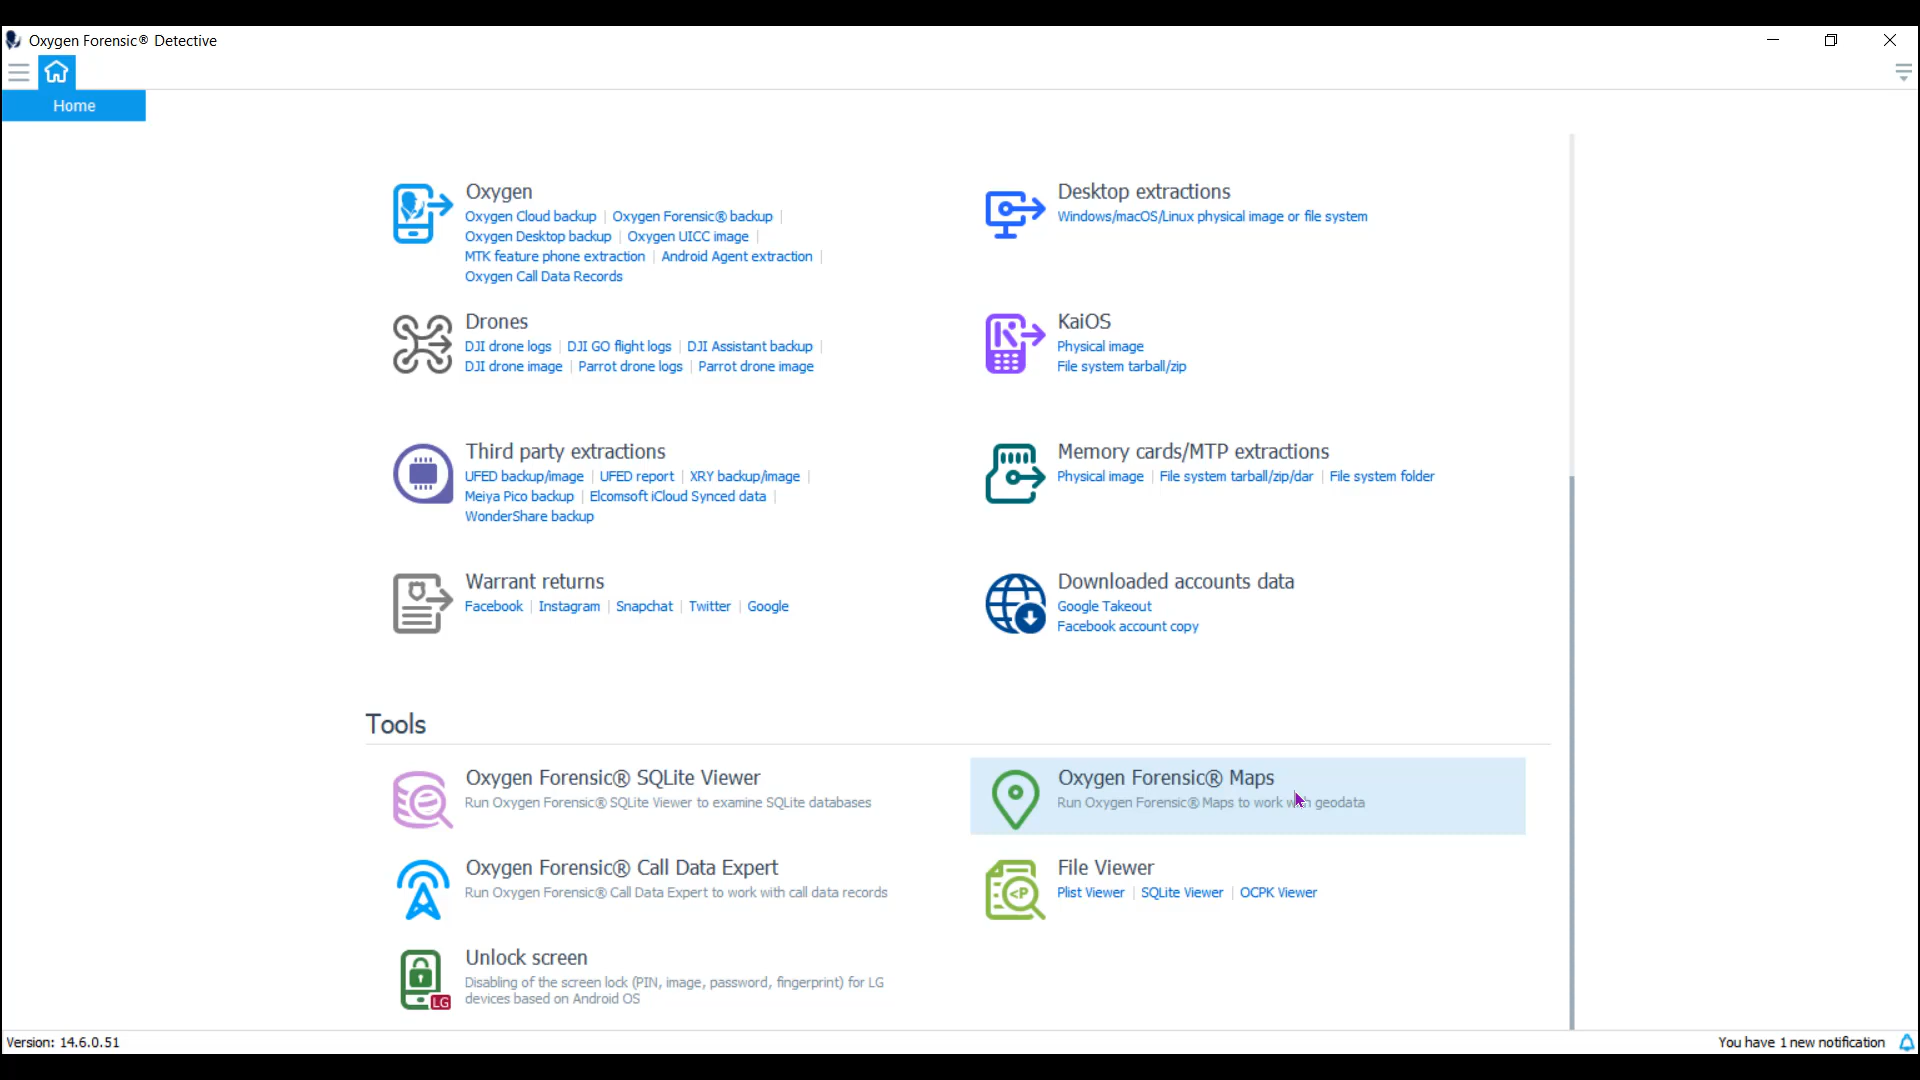 Oxygen Forensic® Detective
Home
Oxygen
Oxygen Cloud backup | Oxygen Forensic® backup |
Oxygen Desktop backup | Oxygen UICC image |
MTK feature phone extraction | Android Agent extraction |
Oxygen Call Data Records
Desktop extractions
Windows/macOS/Linux physical image or file system
Drones
DJI drone logs | DJI GO flight logs | DJI Assistant backup |
DJI drone image | Parrot drone logs | Parrot drone image
KaiOS
Physical image
File system tarball/zip
Third party extractions
UFED backup/image | UFED report | XRY backup/image |
Meiya Pico backup | Elcomsoft iCloud Synced data |
WonderShare backup
Memory cards/MTP extractions
Physical image | File system tarball/zip/dar | File system folder
Warrant returns
Facebook | Instagram | Snapchat | Twitter | Google
Downloaded accounts data
Google Takeout
Facebook account copy
Tools
Oxygen Forensic® SQLite Viewer
Run Oxygen Forensic® SQLite Viewer to examine SQLite databases
Oxygen Forensic® Maps
Run Oxygen Forensic® Maps to work with geodata
Oxygen Forensic® Call Data Expert
Run Oxygen Forensic® Call Data Expert to work with call data records
File Viewer
<P
Plist Viewer | SQLite Viewer | OCPK Viewer
Unlock screen
Disabling of the screen lock (PIN, image, password, fingerprint) for LG
devices based on Android OS
LG
Version: 14.6.0.51
You have 1 new notification